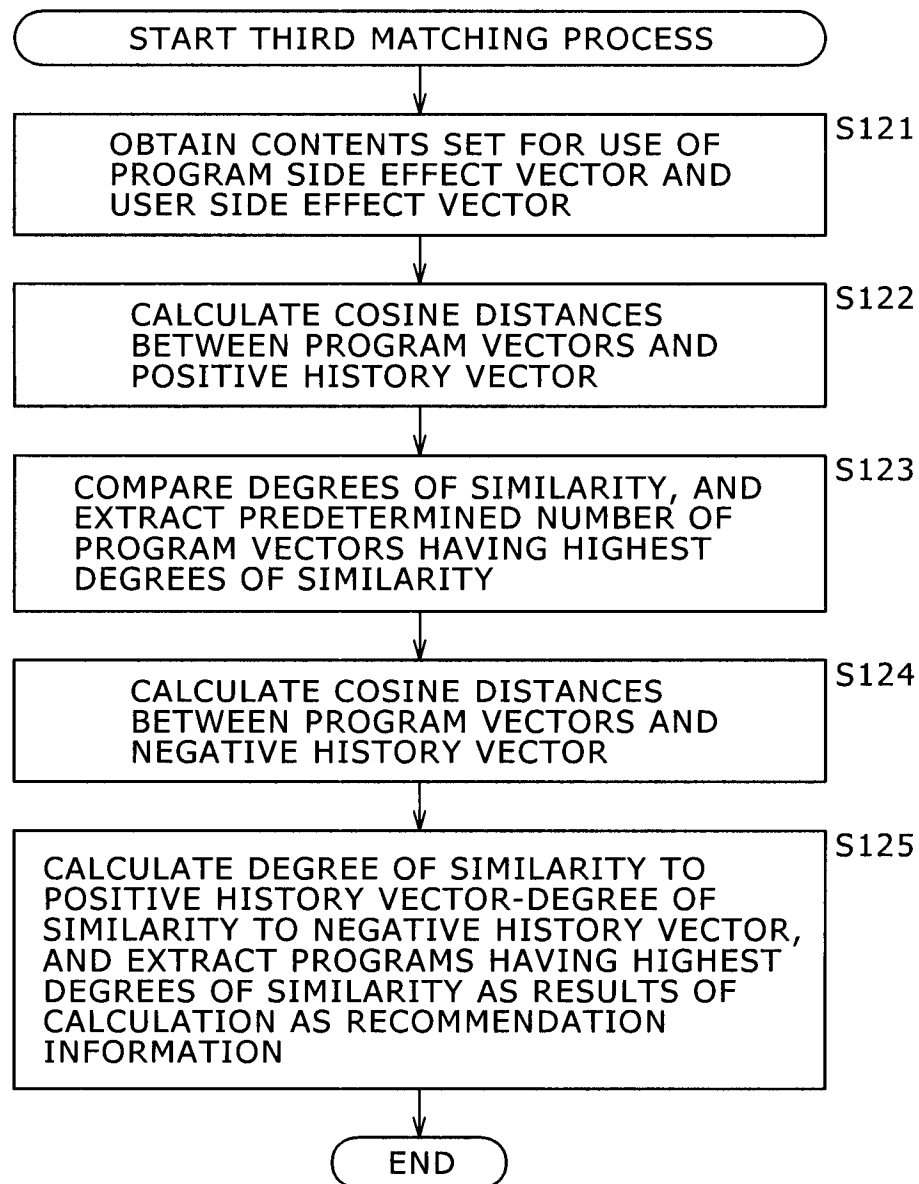 START THIRD MATCHING PROCESS
S121
OBTAIN CONTENTS SET FOR USE OF
PROGRAM SIDE EFFECT VECTOR AND
USER SIDE EFFECT VECTOR
S122
CALCULATE COSINE DISTANCES
BETWEEN PROGRAM VECTORS AND
POSITIVE HISTORY VECTOR
S123
COMPARE DEGREES OF SIMILARITY, AND
EXTRACT PREDETERMINED NUMBER OF
PROGRAM VECTORS HAVING HIGHEST
DEGREES OF SIMILARITY
S124
CALCULATE COSINE DISTANCES
BETWEEN PROGRAM VECTORS AND
NEGATIVE HISTORY VECTOR
S125
CALCULATE DEGREE OF SIMILARITY TO
POSITIVE HISTORY VECTOR-DEGREE OF
SIMILARITY TO NEGATIVE HISTORY VECTOR,
AND EXTRACT PROGRAMS HAVING HIGHEST
DEGREES OF SIMILARITY AS RESULTS OF
CALCULATION AS RECOMMENDATION
INFORMATION
END